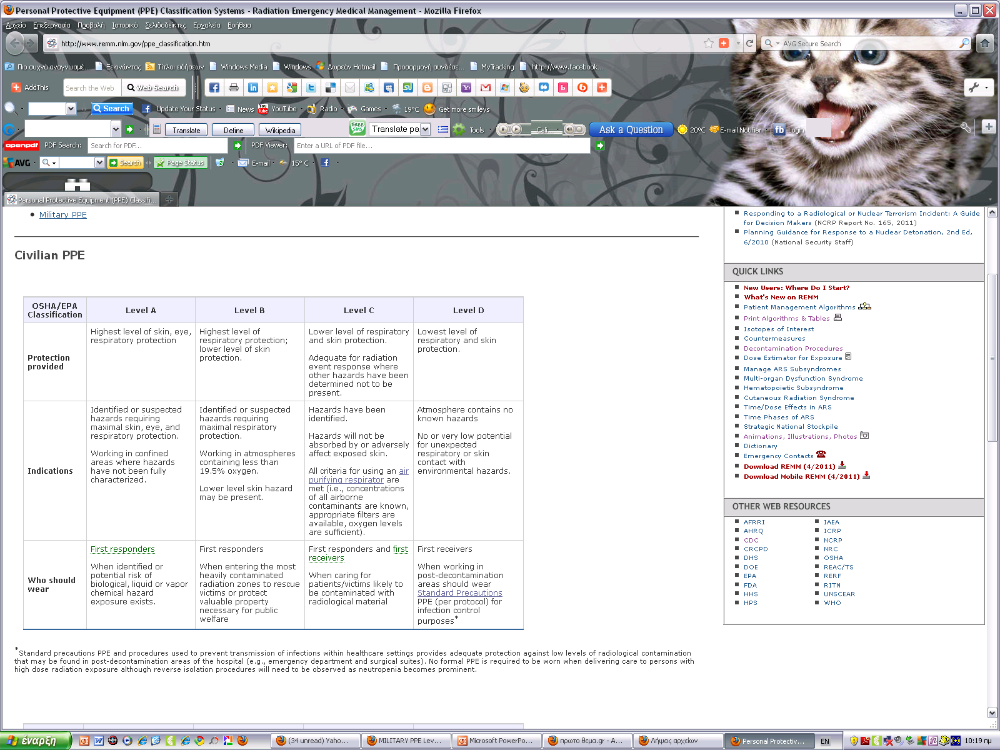 Personal Protective Equipment (PPE) Classification Systems - Radiation Emergency Medical Management - Mozilla Firefox
Αρχείο Επεξεργασία Προβολή Ιστορικό Σελιδοδείκτες Εργαλεία Βοήθεια
http://www.remm.nlm.gov/ppe_classification.htm
AVG Secure Search
Πιο συχνά αναγνωσμέ... Ξεκινώντας Τίτλοι ειδήσεων Windows Media Windows Δωρεάν Hotmail Προσαρμογή συνδέσε... MyTracking http://www.facebook...
AddThis Search the Web Web Search
Search Update Your Status News YouTube Radio Games 19°C Get more smileys
Translate Define Wikipedia FREE SMS Translate pa Tools Cali... Ask a Question 20°C E-mail Notifier fb Login
openpdf PDF Search: Search for PDF... PDF Viewer: Enter a URL of PDF file...
AVG Search Page Status E-mail 15° C
Personal Protective Equipment (PPE) Classifi...
Military PPE
Civilian PPE
OSHA/EPA Classification Level A Level B Level C Level D
Protection provided
Highest level of skin, eye,
respiratory protection
Highest level of
respiratory protection;
lower level of skin
protection.
Lower level of respiratory
and skin protection.
Adequate for radiation
event response where
other hazards have been
determined not to be
present.
Lowest level of
respiratory and skin
protection.
Indications
Identified or suspected
hazards requiring
maximal skin, eye, and
respiratory protection.
Working in confined
areas where hazards
have not been fully
characterized.
Identified or suspected
hazards requiring
maximal respiratory
protection.
Working in atmospheres
containing less than
19.5% oxygen.
Lower level skin hazard
may be present.
Hazards have been
identified.
Hazards will not be
absorbed by or adversely
affect exposed skin.
All criteria for using an air
purifying respirator are
met (i.e., concentrations
of all airborne
contaminants are known,
appropriate filters are
available, oxygen levels
are sufficient).
Atmosphere contains no
known hazards
No or very low potential
for unexpected
respiratory or skin
contact with
environmental hazards.
Who should
wear
First responders
When identified or
potential risk of
biological, liquid or vapor
chemical hazard
exposure exists.
First responders
When entering the most
heavily contaminated
radiation zones to rescue
victims or protect
valuable property
necessary for public
welfare
First responders and first
receivers
When caring for
patients/victims likely to
be contaminated with
radiological material
First receivers
When working in
post-decontamination
areas should wear
Standard Precautions
PPE (per protocol) for
infection control
purposes*
*Standard precautions PPE and procedures used to prevent transmission of infections within healthcare settings provides adequate protection against low levels of radiological contamination
that may be found in post-decontamination areas of the hospital (e.g., emergency department and surgical suites). No formal PPE is required to be worn when delivering care to persons with
high dose radiation exposure although reverse isolation procedures will need to be observed as neutropenia becomes prominent.
Responding to a Radiological or Nuclear Terrorism Incident: A Guide
for Decision Makers (NCRP Report No. 165, 2011)
Planning Guidance for Response to a Nuclear Detonation, 2nd Ed,
6/2010 (National Security Staff)
QUICK LINKS
New Users: Where Do I Start?
What's New on REMM
Patient Management Algorithms
Print Algorithms & Tables
Isotopes of Interest
Countermeasures
Decontamination Procedures
Dose Estimator for Exposure
Manage ARS Subsyndromes
Multi-organ Dysfunction Syndrome
Hematopoietic Subsyndrome
Cutaneous Radiation Syndrome
Time/Dose Effects in ARS
Time Phases of ARS
Strategic National Stockpile
Animations, Illustrations, Photos
Dictionary
Emergency Contacts
Download REMM (4/2011)
Download Mobile REMM (4/2011)
OTHER WEB RESOURCES
AFRRI IAEA
AHRQ ICRP
CDC NCRP
CRCPD NRC
DHS OSHA
DOE REAC/TS
EPA RERF
FDA RITN
HHS UNSCEAR
HPS WHO
έναρξη (34 unread) Yaho... MILITARY PPE Lev... Microsoft PowerPo... πρωτο θεμα.gr - Α... Λήψεις αρχείων Personal Protectiv... EN 10:19 πμ